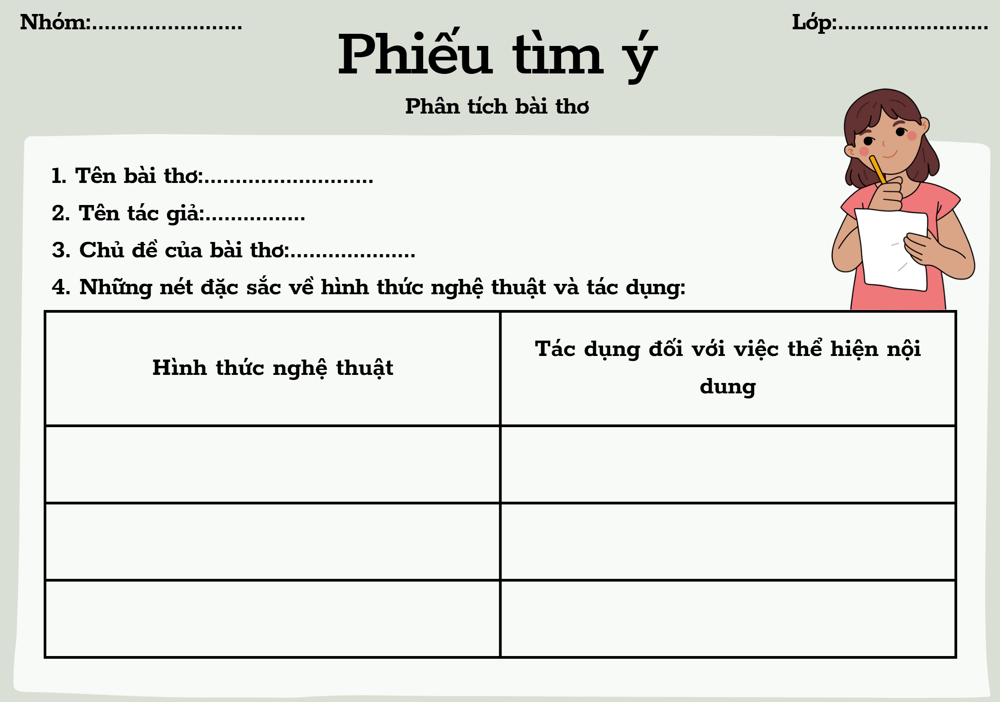 Nhóm:........................
Lớp:........................
Phiếu tìm ý
Phân tích bài thơ
1. Tên bài thơ:...........................
2. Tên tác giả:................
3. Chủ đề của bài thơ:....................
4. Những nét đặc sắc về hình thức nghệ thuật và tác dụng:
Hình thức nghệ thuật
Tác dụng đối với việc thể hiện nội
dung